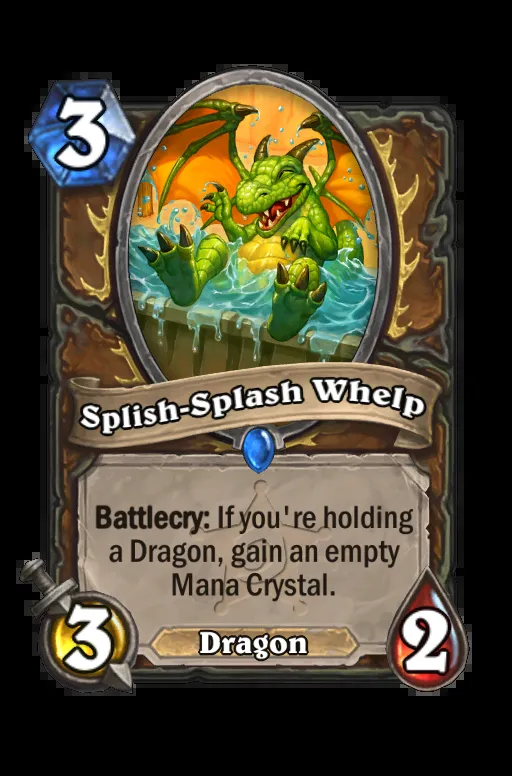 3
Splish-Splash Whelp
Battlecry: If you're holding
a Dragon, gain an empty
Mana Crystal.
3
Dragon
2